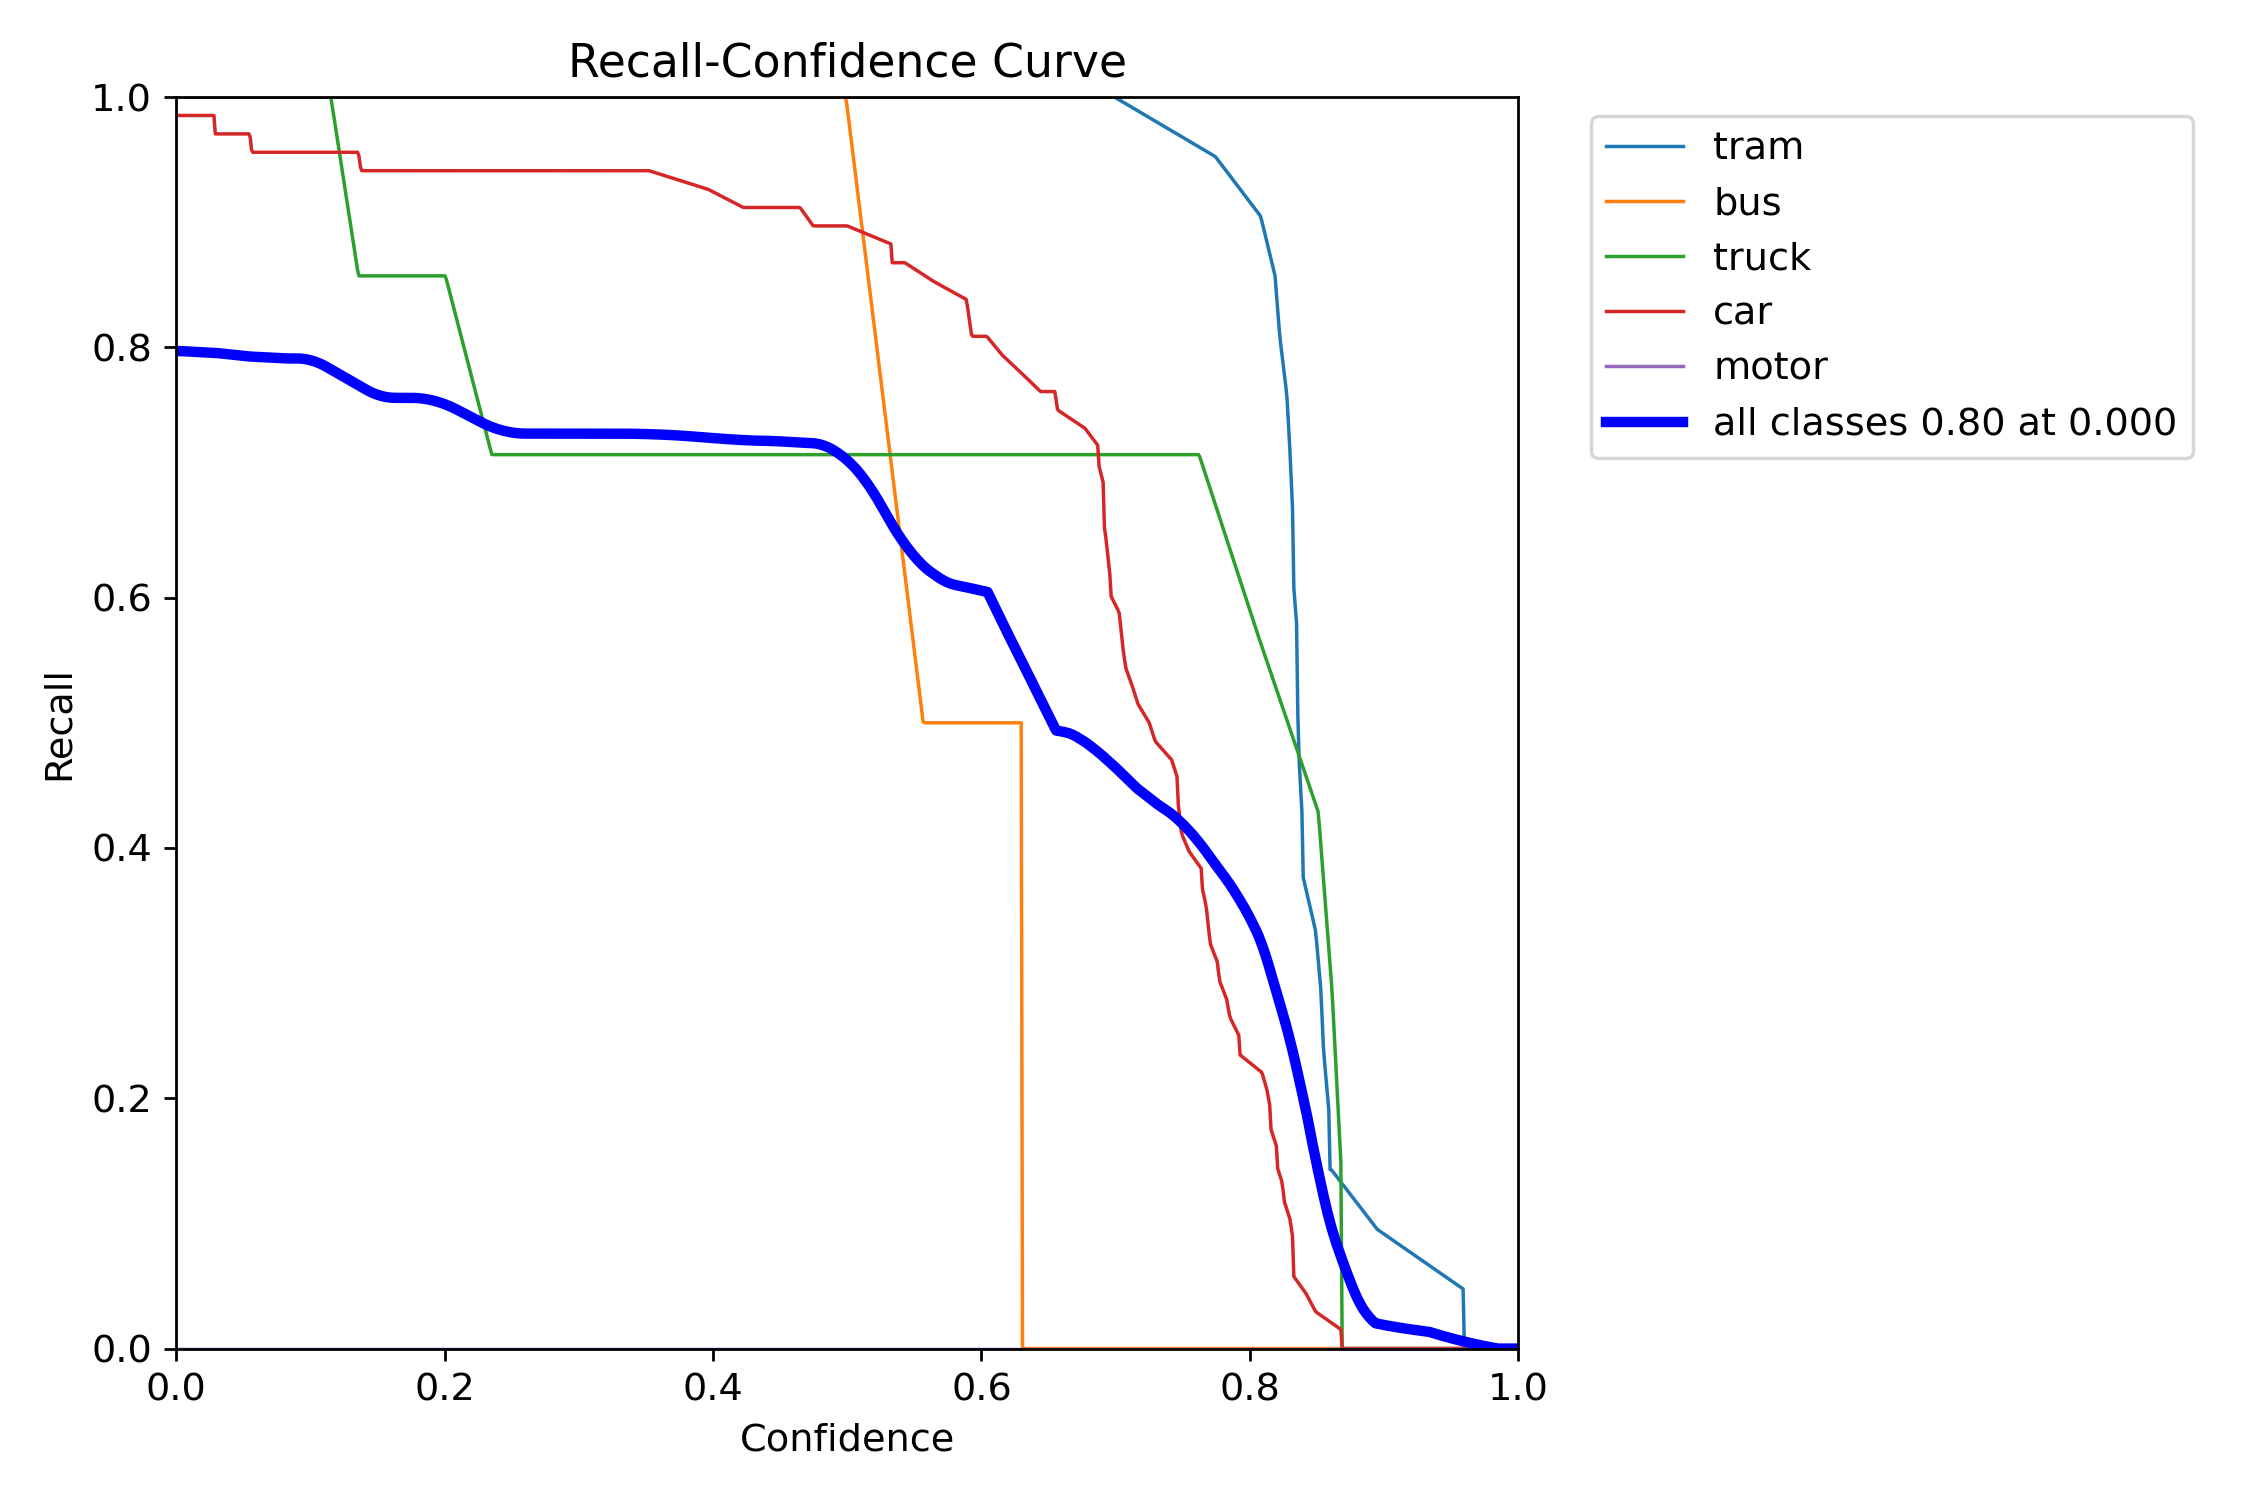 Recall-Confidence Curve
1.0
0.8
0.6
0.4
0.2
0.0
Recall
0.0 0.2 0.4 0.6 0.8 1.0
Confidence
tram
bus
truck
car
motor
all classes 0.80 at 0.000